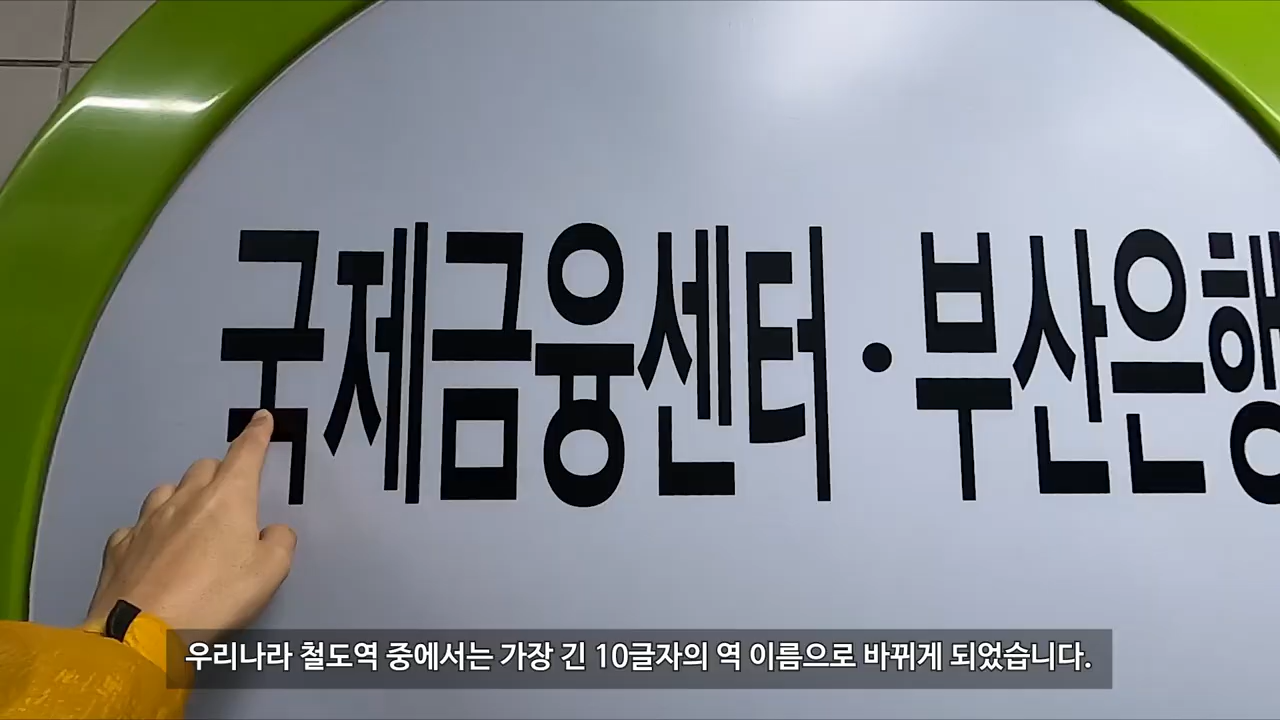 국제금융센터·부산은행
우리나라 철도역 중에서는 가장 긴 10글자의 역 이름으로 바뀌게 되었습니다.